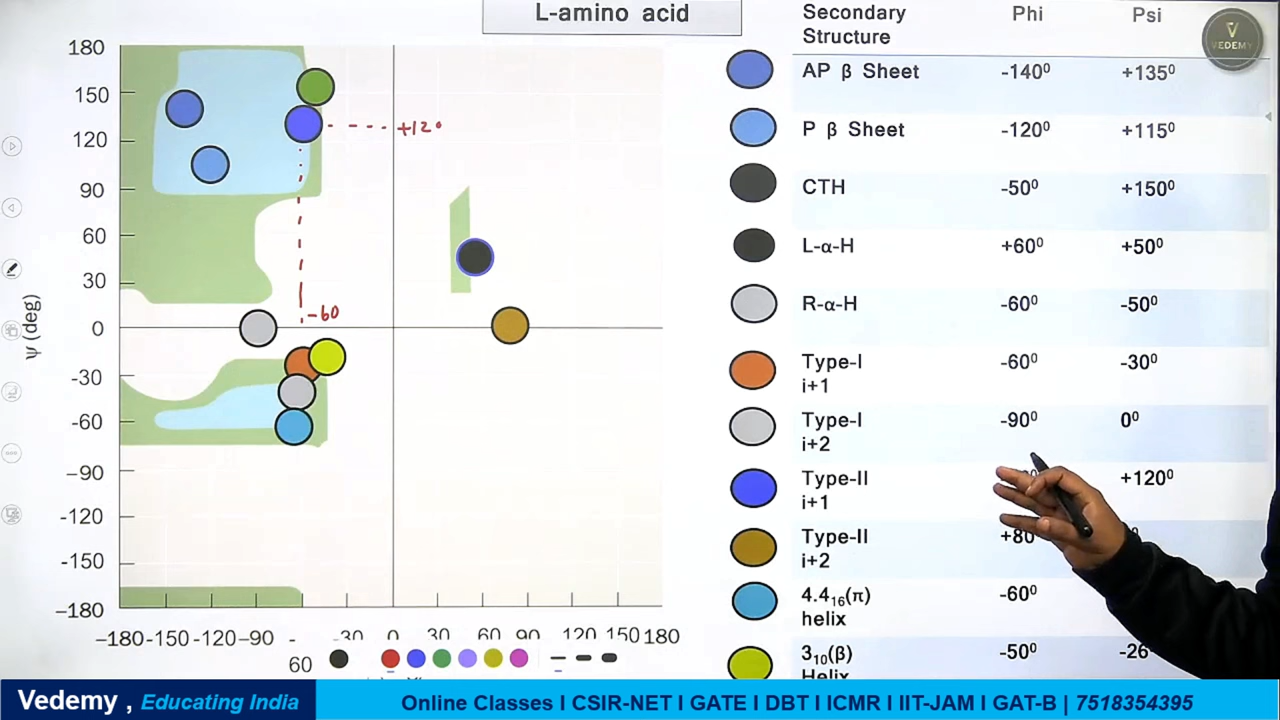 L-amino acid
Secondary Structure Phi Psi
VEDEMY
AP β Sheet -140⁰ +135⁰
P β Sheet -120⁰ +115⁰
CTH -50⁰ +150⁰
L-α-H +60⁰ +50⁰
R-α-H -60⁰ -50⁰
Type-I i+1 -60⁰ -30⁰
Type-I i+2 -90⁰ 0⁰
Type-II i+1 +120⁰
Type-II i+2 +80
4.4₁₆(π) helix -60⁰
3₁₀(β) Helix -50⁰ -26
180
150
120
90
60
30
0
-30
-60
-90
-120
-150
-180
ψ (deg)
+120
-60
-180 -150 -120 -90 - -30 0 30 60 90 120 150 180
60
Vedemy , Educating India
Online Classes I CSIR-NET I GATE I DBT I ICMR I IIT-JAM I GAT-B | 7518354395